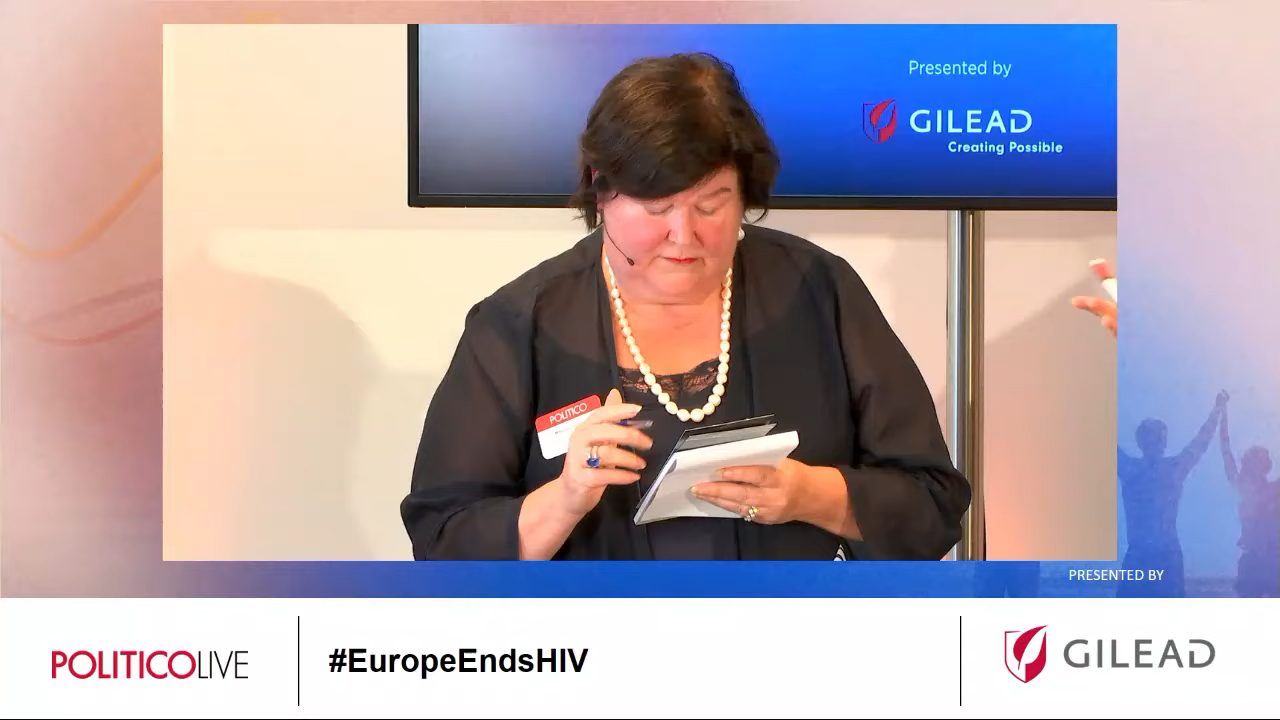 Presented by
GILEAD
Creating Possible
POLITICO
PRESENTED BY
POLITICOLIVE
#EuropeEndsHIV
GILEAD